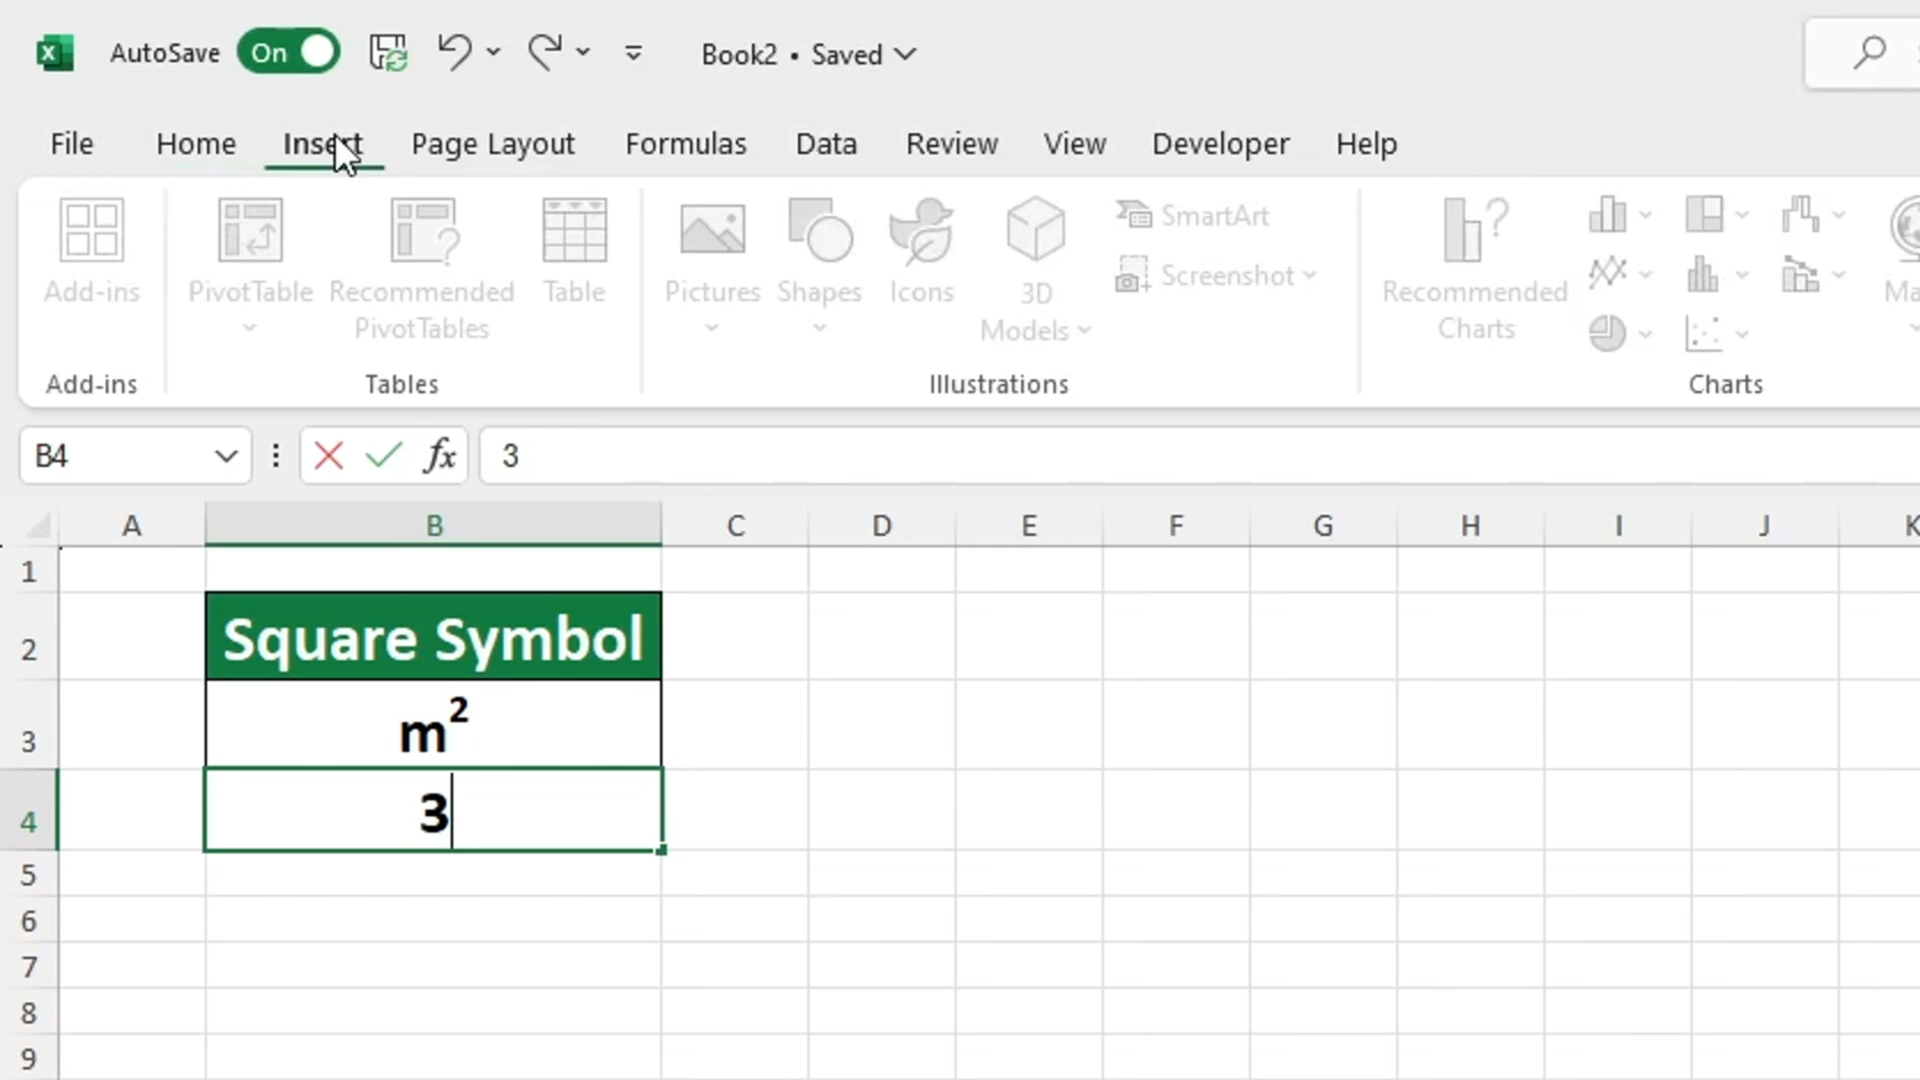 AutoSave On Book2 • Saved
File Home Insert Page Layout Formulas Data Review View Developer Help
Add-ins PivotTable Recommended PivotTables Table Pictures Shapes Icons 3D Models SmartArt Screenshot Recommended Charts
Add-ins Tables Illustrations Charts
B4 fx 3
A B C D E F G H I J K
1
2 Square Symbol
3 m²
4 3
5
6
7
8
9